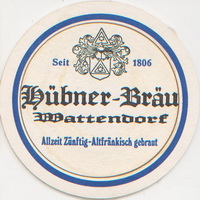 Seit 1806
Hübner-Bräu
Wattendorf
Allzeit Zünftig-Altfränkisch gebraut